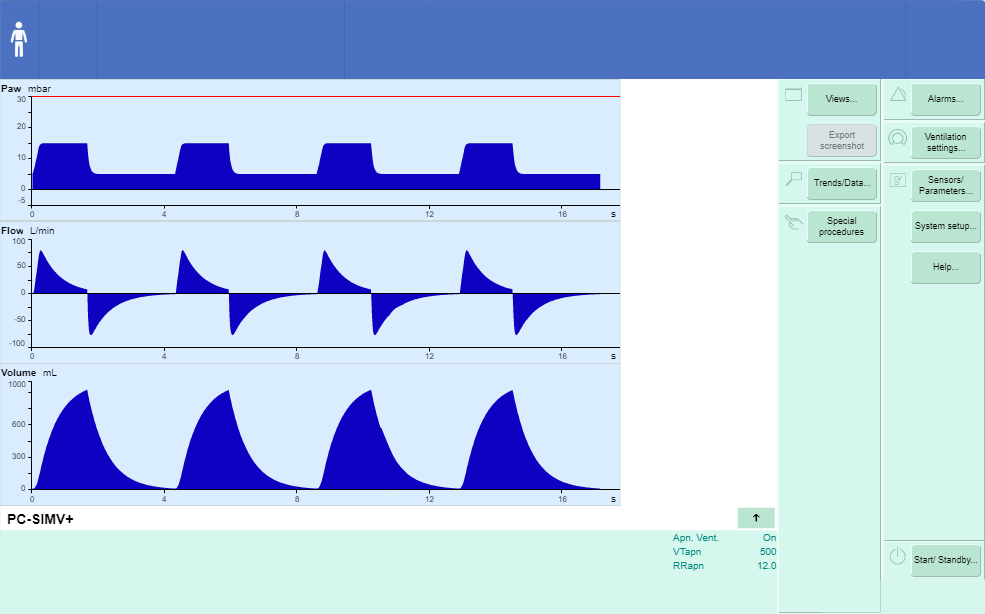 Paw mbar
30
20
10
0
-5
0 4 8 12 16 s
Flow L/min
100
50
0
-50
-100
0 4 8 12 16 s
Volume mL
1000
600
300
0
0 4 8 12 16 s
PC-SIMV+
Apn. Vent. On
VTapn 500
RRapn 12.0
Views...
Export
screenshot
Trends/Data...
Special
procedures
Alarms...
Ventilation
settings...
Sensors/
Parameters...
System setup...
Help...
Start/ Standby...